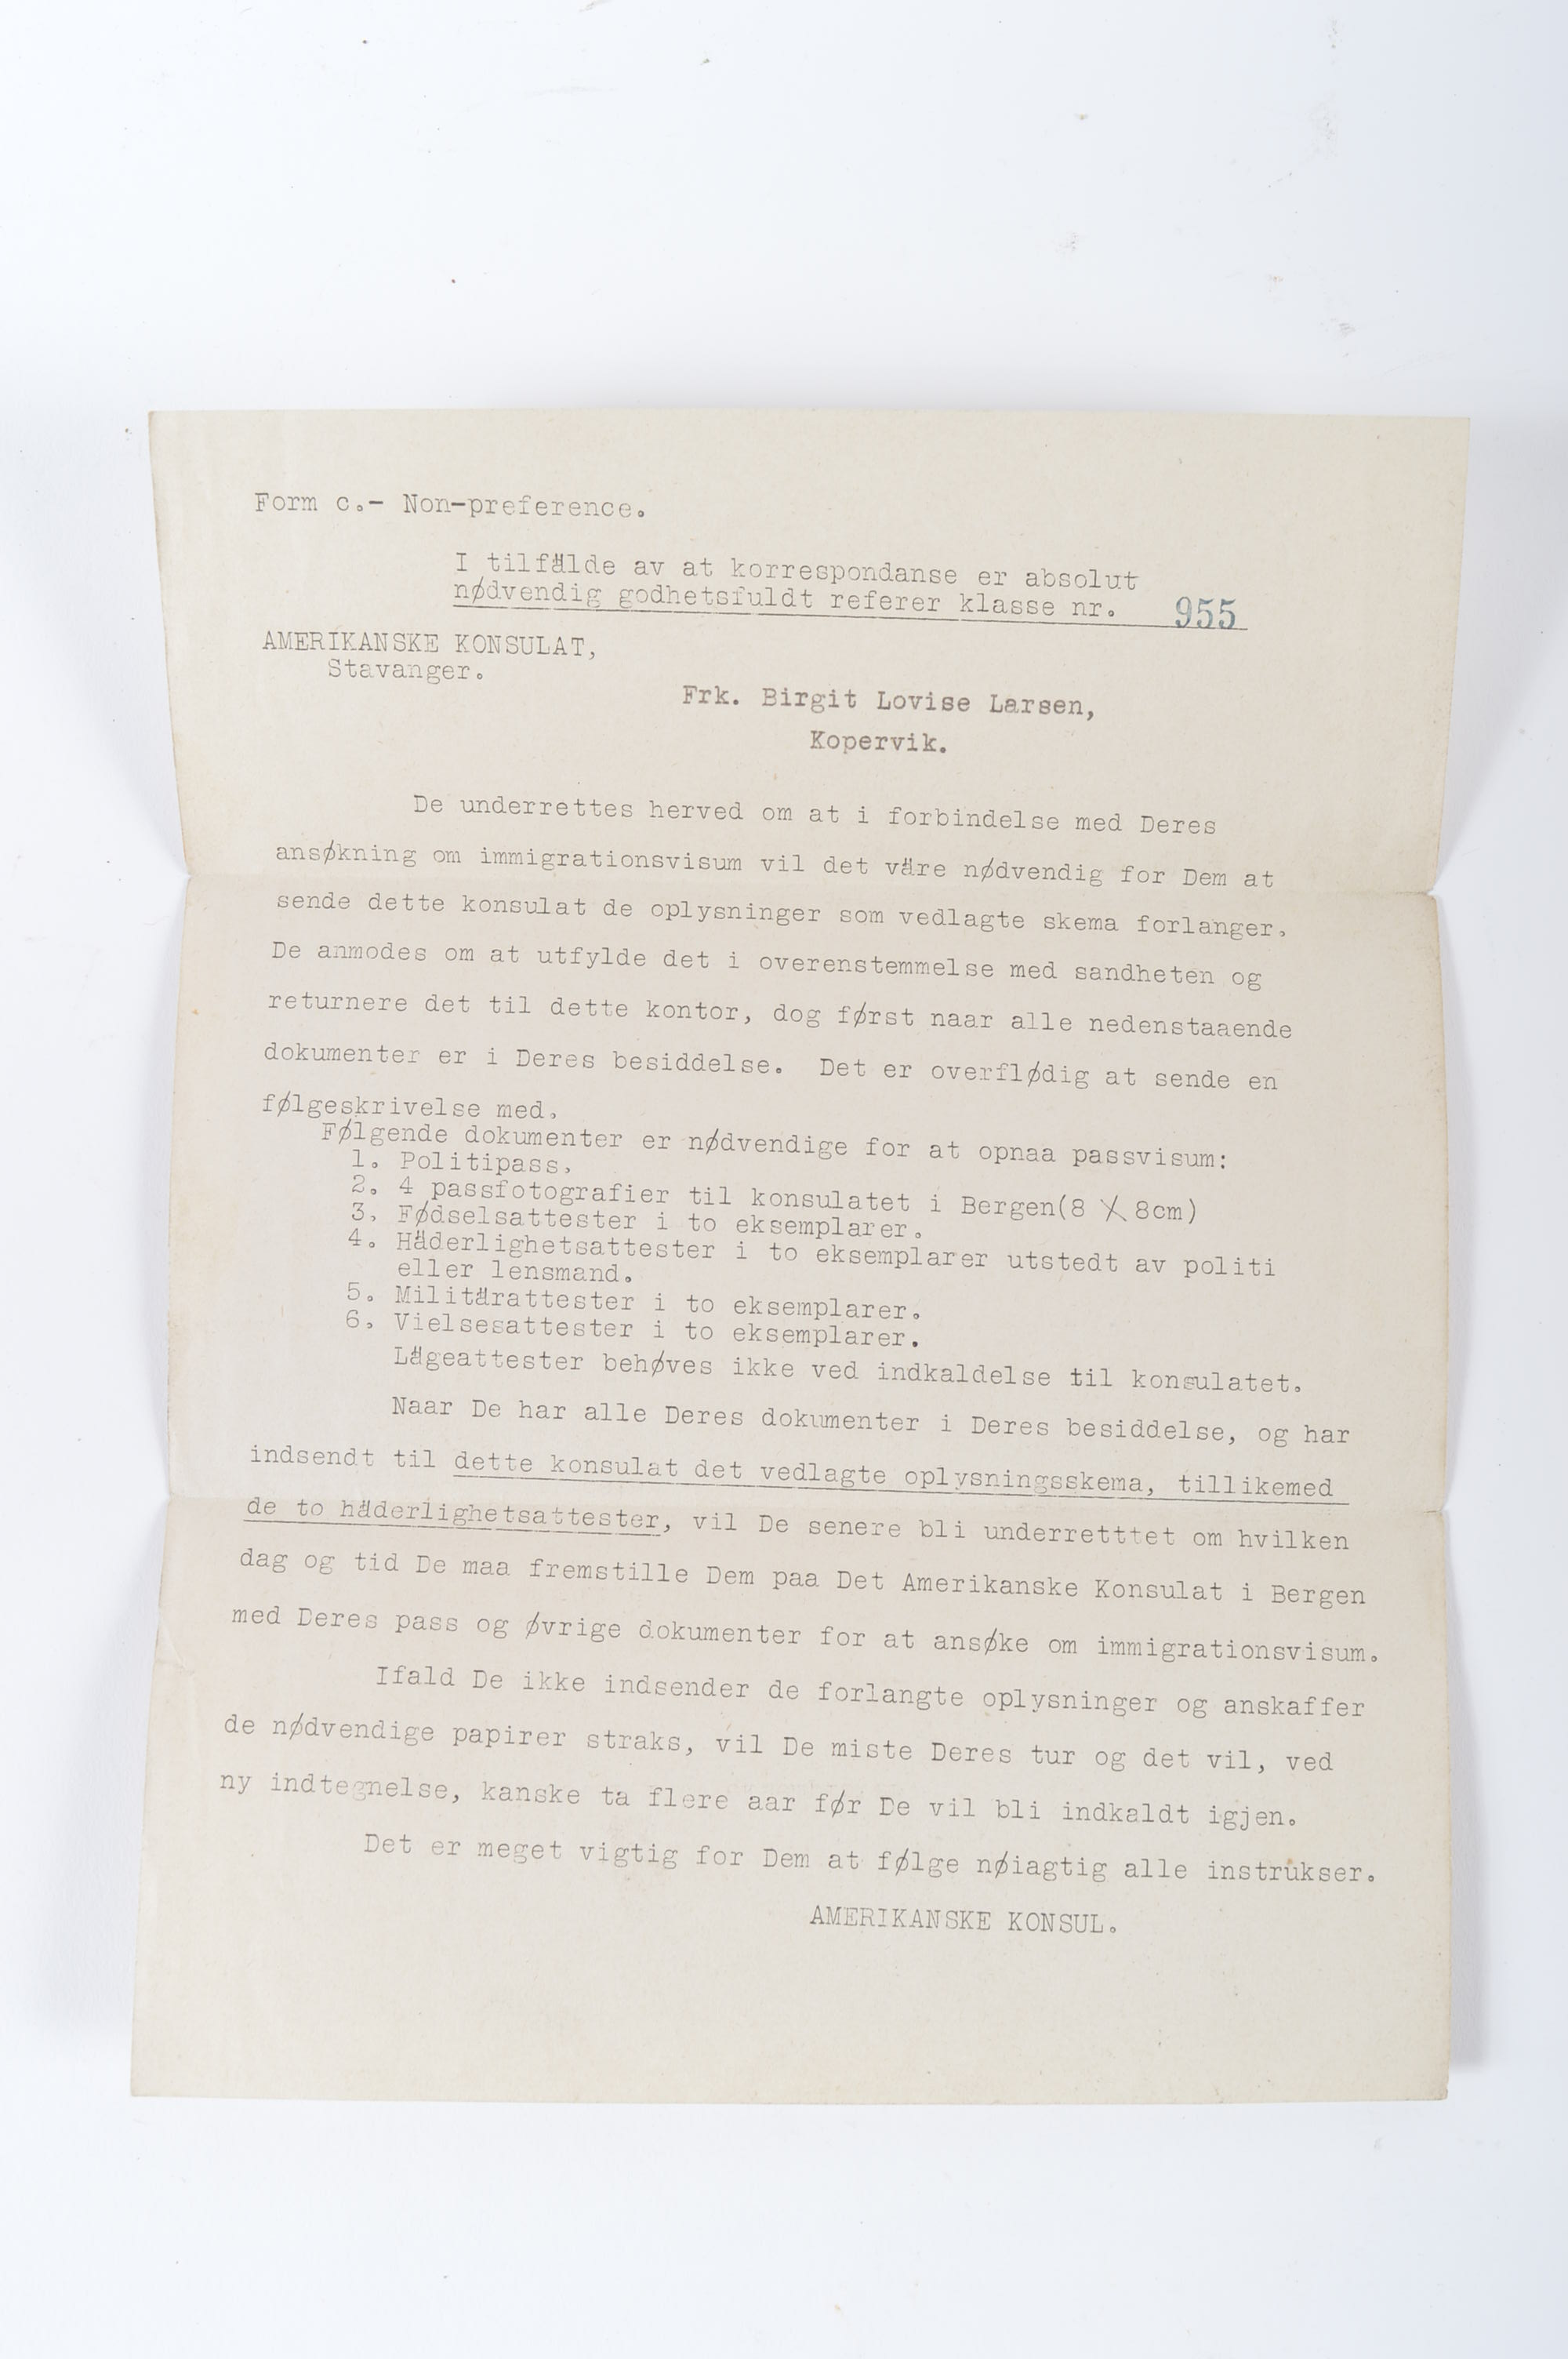 Form c.- Non-preference.
I tilfälde av at korrespondanse er absolut
nødvendig godhetsfuldt referer klasse nr. 955
AMERIKANSKE KONSULAT,
Stavanger.
Frk. Birgit Lovise Larsen,
Kopervik.
De underrettes herved om at i forbindelse med Deres
ansøkning om immigrationsvisum vil det väre nødvendig for Dem at
sende dette konsulat de oplysninger som vedlagte skema forlanger.
De anmodes om at utfylde det i overenstemmelse med sandheten og
returnere det til dette kontor, dog først naar alle nedenstaaende
dokumenter er i Deres besiddelse. Det er overflødig at sende en
følgeskrivelse med.
Følgende dokumenter er nødvendige for at opnaa passvisum:
1. Politipass.
2. 4 passfotografier til konsulatet i Bergen(8 X 8cm)
3. Fødselsattester i to eksemplarer.
4. Häderlighetsattester i to eksemplarer utstedt av politi
eller lensmand.
5. Militärattester i to eksemplarer.
6. Vielsesattester i to eksemplarer.
Lägeattester behøves ikke ved indkaldelse til konsulatet.
Naar De har alle Deres dokumenter i Deres besiddelse, og har
indsendt til dette konsulat det vedlagte oplysningsskema, tillikemed
de to häderlighetsattester, vil De senere bli underretttet om hvilken
dag og tid De maa fremstille Dem paa Det Amerikanske Konsulat i Bergen
med Deres pass og øvrige dokumenter for at ansøke om immigrationsvisum.
Ifald De ikke indsender de forlangte oplysninger og anskaffer
de nødvendige papirer straks, vil De miste Deres tur og det vil, ved
ny indtegnelse, kanske ta flere aar før De vil bli indkaldt igjen.
Det er meget vigtig for Dem at følge nøiagtig alle instrukser.
AMERIKANSKE KONSUL.